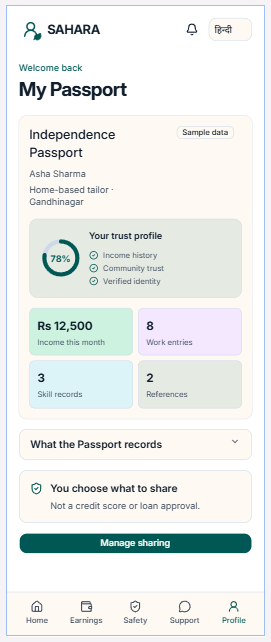 SAHARA
हिन्दी
Welcome back
My Passport
Independence
Passport
Sample data
Asha Sharma
Home-based tailor ·
Gandhinagar
Your trust profile
78%
Income history
Community trust
Verified identity
Rs 12,500
Income this month
8
Work entries
3
Skill records
2
References
What the Passport records
You choose what to share
Not a credit score or loan approval.
Manage sharing
Home
Earnings
Safety
Support
Profile